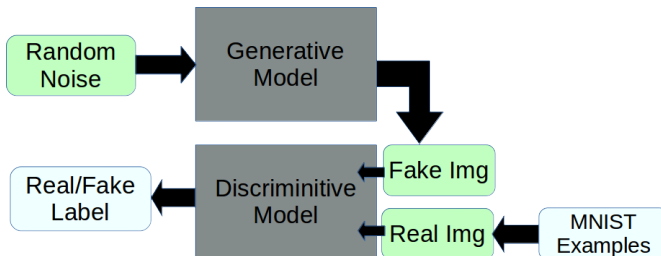 Random
Noise
Generative
Model
Fake Img
Real/Fake
Label
Discriminitive
Model
Real Img
MNIST
Examples